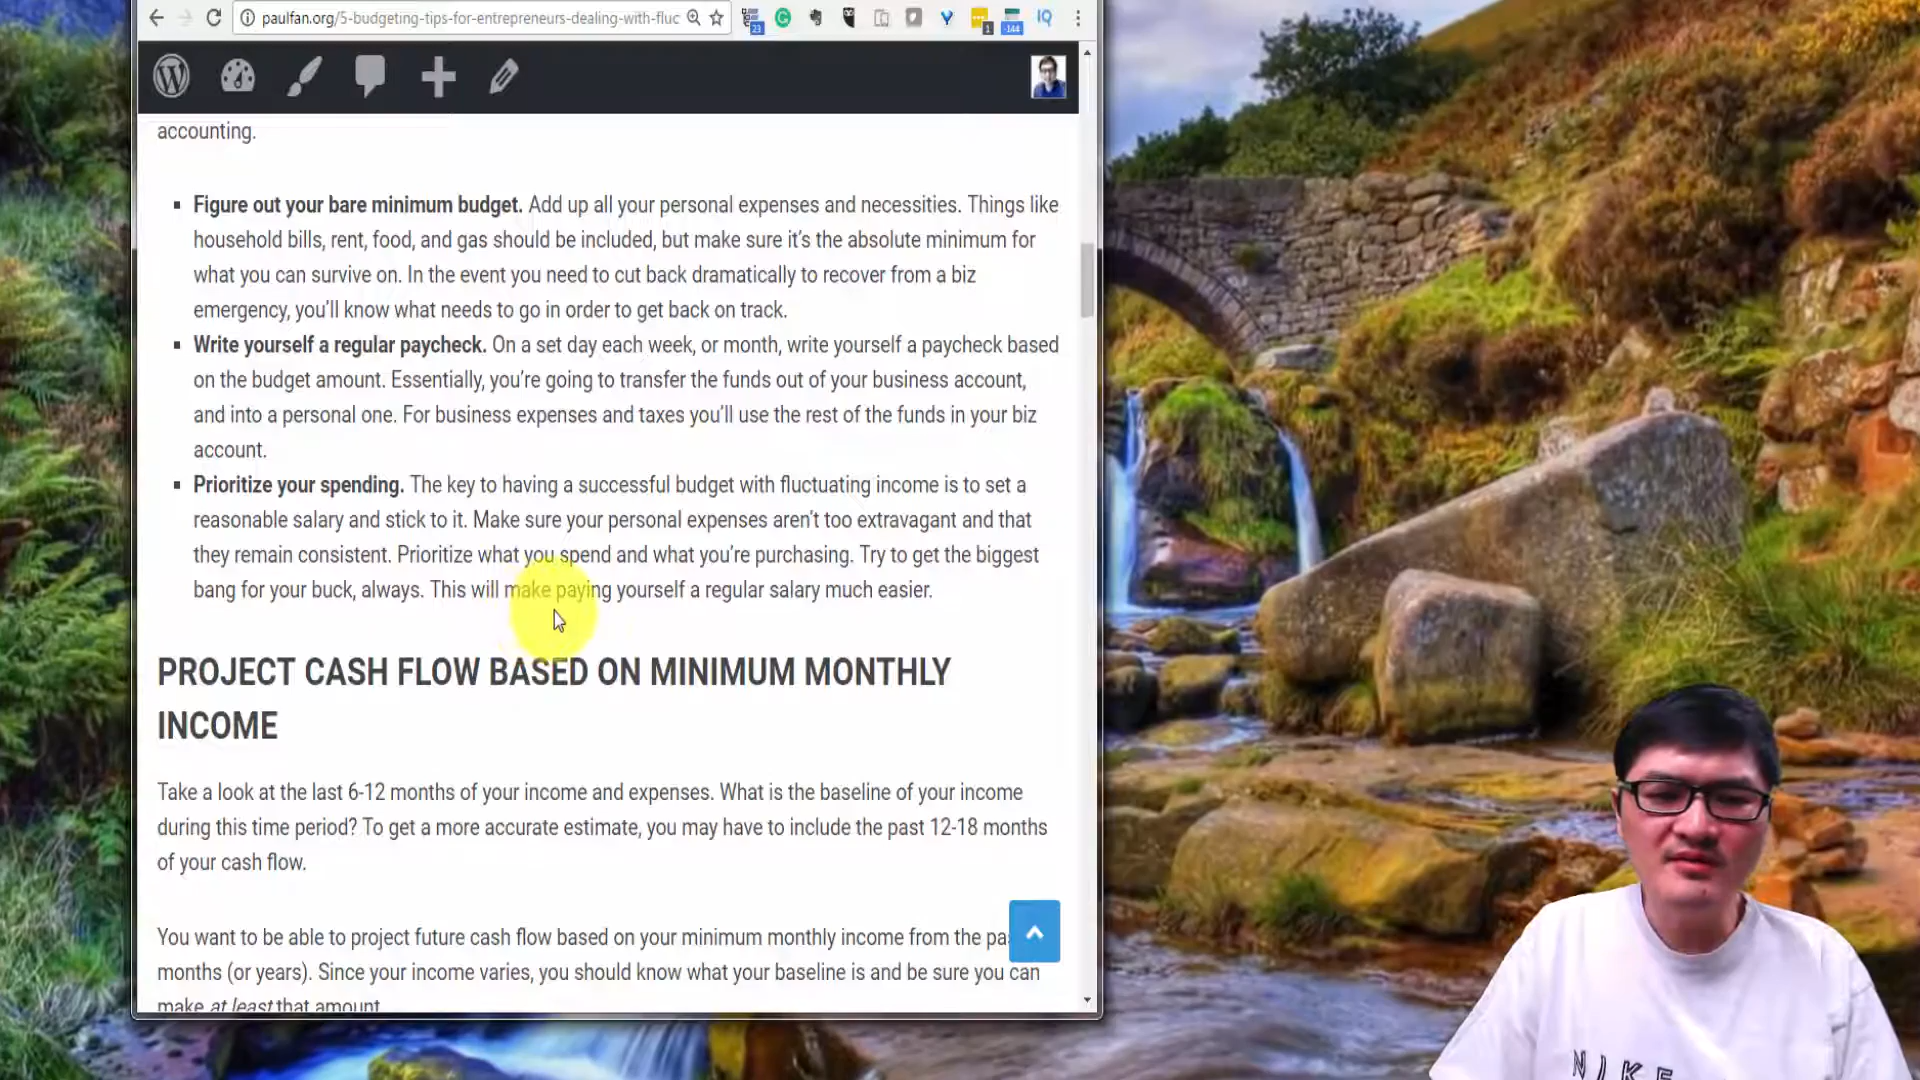 paulfan.org/5-budgeting-tips-for-entrepreneurs-dealing-with-fluc
23
1
-144
IQ
accounting.
▪ Figure out your bare minimum budget. Add up all your personal expenses and necessities. Things like
household bills, rent, food, and gas should be included, but make sure it’s the absolute minimum for
what you can survive on. In the event you need to cut back dramatically to recover from a biz
emergency, you’ll know what needs to go in order to get back on track.
▪ Write yourself a regular paycheck. On a set day each week, or month, write yourself a paycheck based
on the budget amount. Essentially, you’re going to transfer the funds out of your business account,
and into a personal one. For business expenses and taxes you’ll use the rest of the funds in your biz
account.
▪ Prioritize your spending. The key to having a successful budget with fluctuating income is to set a
reasonable salary and stick to it. Make sure your personal expenses aren’t too extravagant and that
they remain consistent. Prioritize what you spend and what you’re purchasing. Try to get the biggest
bang for your buck, always. This will make paying yourself a regular salary much easier.
PROJECT CASH FLOW BASED ON MINIMUM MONTHLY
INCOME
Take a look at the last 6-12 months of your income and expenses. What is the baseline of your income
during this time period? To get a more accurate estimate, you may have to include the past 12-18 months
of your cash flow.
You want to be able to project future cash flow based on your minimum monthly income from the pa
months (or years). Since your income varies, you should know what your baseline is and be sure you can
make at least that amount
NIKE